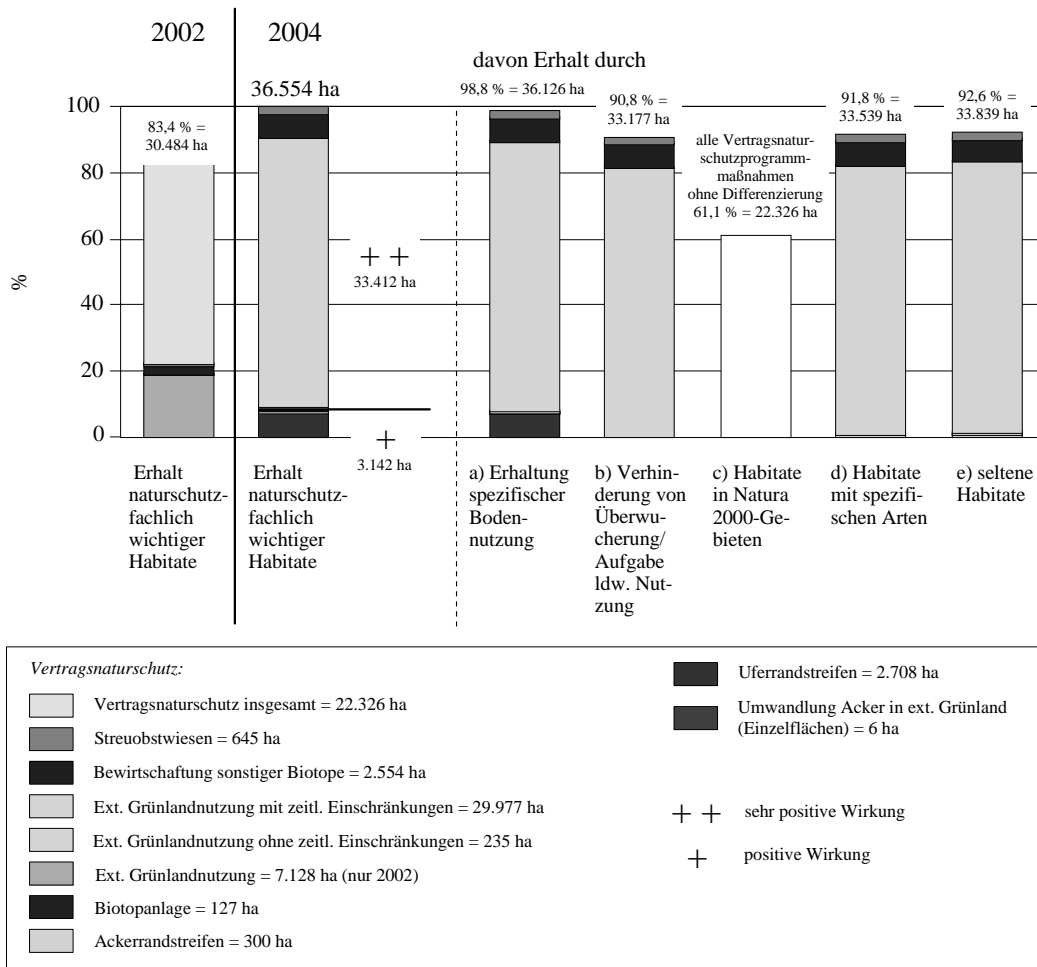 2002
2004
davon Erhalt durch
36.554 ha
98,8 % = 36.126 ha
90,8 % =
33.177 ha
91,8 % =
33.539 ha
92,6 % =
33.839 ha
83,4 % =
30.484 ha
alle Vertragsnatur-
schutzprogramm-
maßnahmen
ohne Differenzierung
61,1 % = 22.326 ha
100
80
60
40
20
0
%
+ +
33.412 ha
+
3.142 ha
Erhalt
naturschutz-
fachlich
wichtiger
Habitate
Erhalt
naturschutz-
fachlich
wichtiger
Habitate
a) Erhaltung
spezifischer
Boden-
nutzung
b) Verhin-
derung von
Überwu-
cherung/
Aufgabe
ldw. Nut-
zung
c) Habitate
in Natura
2000-Ge-
bieten
d) Habitate
mit spezifi-
schen Arten
e) seltene
Habitate
Vertragsnaturschutz:
Vertragsnaturschutz insgesamt = 22.326 ha
Streuobstwiesen = 645 ha
Bewirtschaftung sonstiger Biotope = 2.554 ha
Ext. Grünlandnutzung mit zeitl. Einschränkungen = 29.977 ha
Ext. Grünlandnutzung ohne zeitl. Einschränkungen = 235 ha
Ext. Grünlandnutzung = 7.128 ha (nur 2002)
Biotopanlage = 127 ha
Ackerrandstreifen = 300 ha
Uferrandstreifen = 2.708 ha
Umwandlung Acker in ext. Grünland
(Einzelflächen) = 6 ha
+ + sehr positive Wirkung
+ positive Wirkung